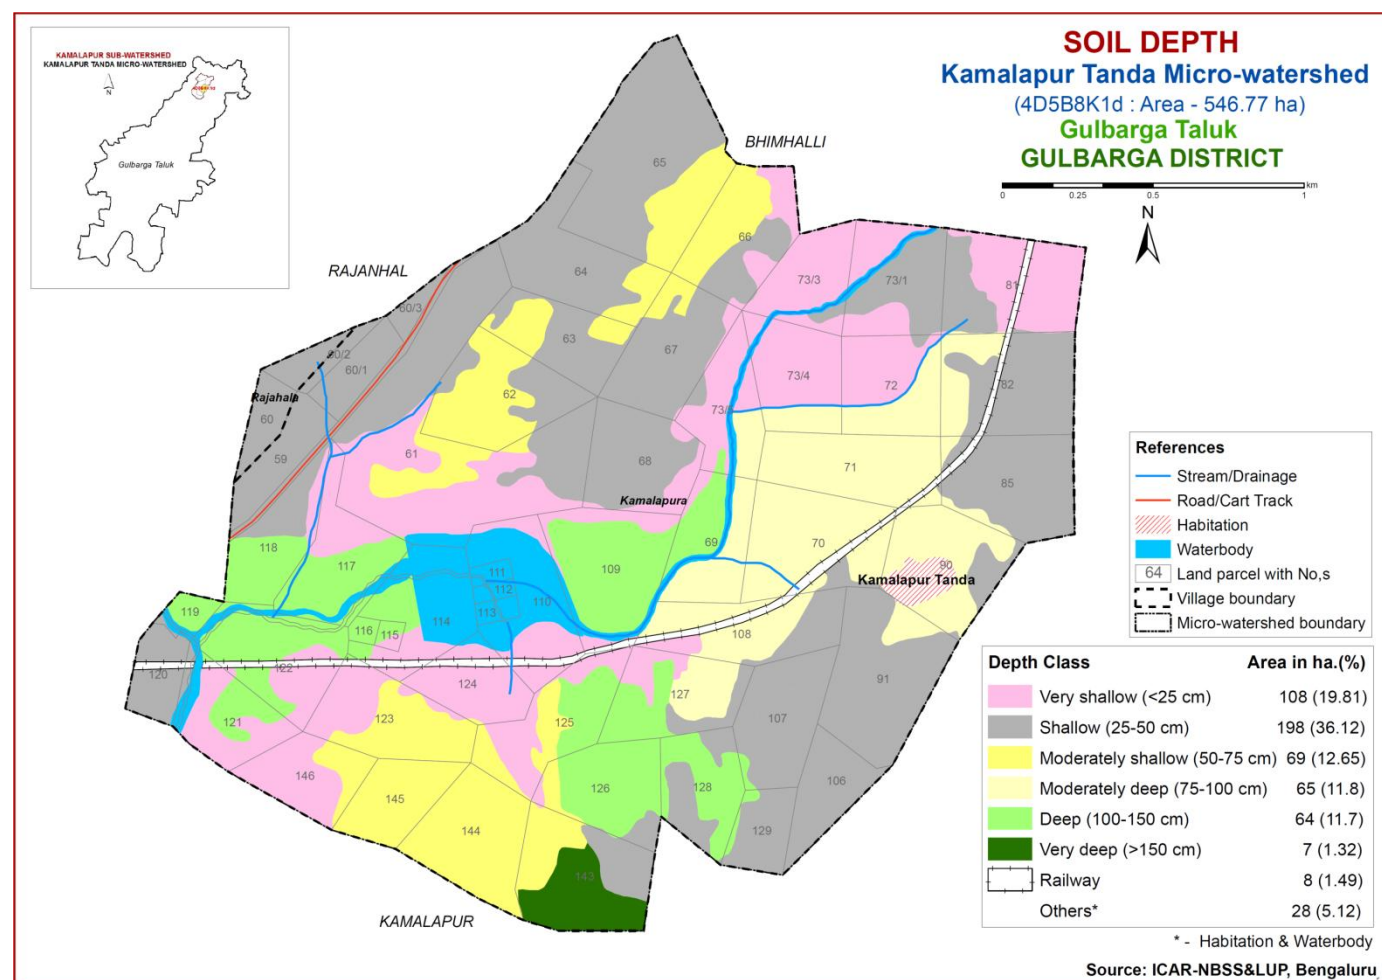 SOIL DEPTH
Kamalapur Tanda Micro-watershed
(4D5B8K1d : Area - 546.77 ha)
Gulbarga Taluk
GULBARGA DISTRICT
0 0.25 0.5 1 km
N
KAMALAPUR SUB-WATERSHED
KAMALAPUR TANDA MICRO-WATERSHED
N
Gulbarga Taluk
BHIMHALLI
RAJANHAL
KAMALAPUR
Rajahala
Kamalapura
Kamalapur Tanda
65
66
64
73/3
73/1
81
60/3
63
67
60/2
60/1
73/4
72
82
62
73/5
60
59
61
68
71
85
118
117
69
70
90
109
111
112
110
113
114
119
116
115
108
120
122
124
127
91
121
123
125
107
146
145
126
128
106
144
129
143
References
Stream/Drainage
Road/Cart Track
Habitation
Waterbody
64 Land parcel with No,s
Village boundary
Micro-watershed boundary
Depth Class Area in ha.(%)
Very shallow (<25 cm) 108 (19.81)
Shallow (25-50 cm) 198 (36.12)
Moderately shallow (50-75 cm) 69 (12.65)
Moderately deep (75-100 cm) 65 (11.8)
Deep (100-150 cm) 64 (11.7)
Very deep (>150 cm) 7 (1.32)
Railway 8 (1.49)
Others* 28 (5.12)
* - Habitation & Waterbody
Source: ICAR-NBSS&LUP, Bengaluru